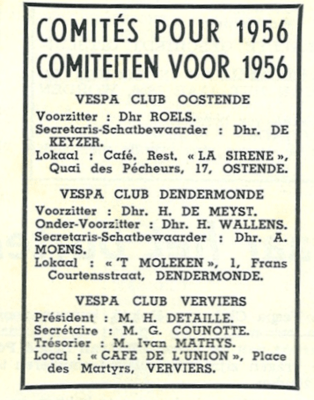 COMITÉS POUR 1956
COMITEITEN VOOR 1956
VESPA CLUB OOSTENDE
Voorzitter : Dhr ROELS.
Secretaris-Schatbewaarder : Dhr. DE
KEYZER.
Lokaal : Café. Rest. « LA SIRENE »,
Quai des Pécheurs, 17, OSTENDE.
VESPA CLUB DENDERMONDE
Voorzitter : Dhr. H. DE MEYST.
Onder-Voorzitter : Dhr. H. WALLENS.
Secretaris-Schatbewaarder : Dhr. A.
MOENS.
Lokaal : « 'T MOLEKEN », 1, Frans
Courtensstraat, DENDERMONDE.
VESPA CLUB VERVIERS
Président : M. H. DETAILLE.
Secrétaire : M. G. COUNOTTE.
Trésorier : M. Ivan MATHYS.
Local : « CAFE DE L'UNION », Place
des Martyrs, VERVIERS.